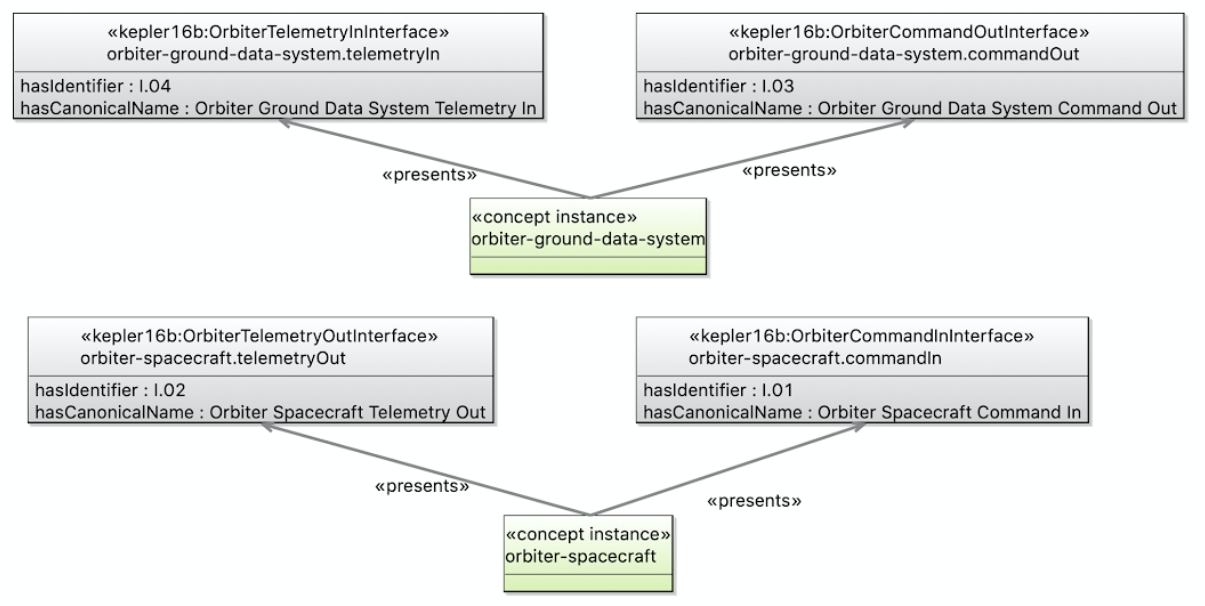 «kepler16b:OrbiterTelemetryInInterface»
orbiter-ground-data-system.telemetryIn
hasIdentifier : I.04
hasCanonicalName : Orbiter Ground Data System Telemetry In
«kepler16b:OrbiterCommandOutInterface»
orbiter-ground-data-system.commandOut
hasIdentifier : I.03
hasCanonicalName : Orbiter Ground Data System Command Out
«presents»
«presents»
«concept instance»
orbiter-ground-data-system
«kepler16b:OrbiterTelemetryOutInterface»
orbiter-spacecraft.telemetryOut
hasIdentifier : I.02
hasCanonicalName : Orbiter Spacecraft Telemetry Out
«kepler16b:OrbiterCommandInInterface»
orbiter-spacecraft.commandIn
hasIdentifier : I.01
hasCanonicalName : Orbiter Spacecraft Command In
«presents»
«presents»
«concept instance»
orbiter-spacecraft